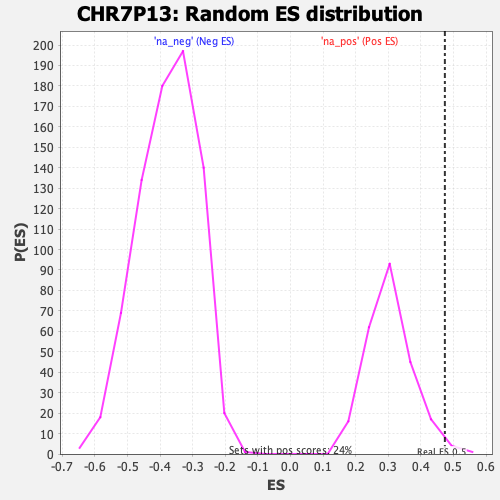 CHR7P13: Random ES distribution
'na_neg' (Neg ES)
'na_pos' (Pos ES)
200
190
180
170
160
150
140
130
120
110
100
90
80
70
60
50
40
30
20
10
0
P(ES)
Sets with pos scores: 24%
Real ES 0.5
-0.7 -0.6 -0.5 -0.4 -0.3 -0.2 -0.1 0.0 0.1 0.2 0.3 0.4 0.5 0.6
ES